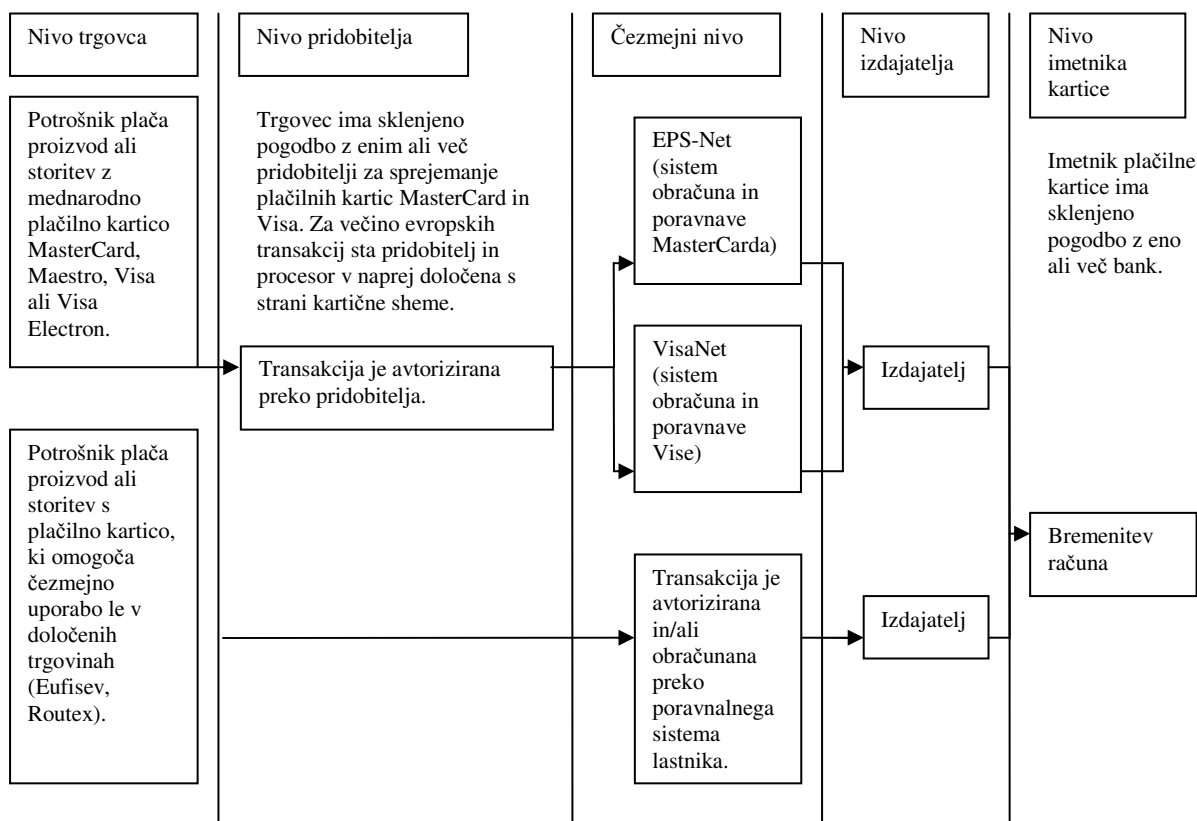 Nivo trgovca
Nivo pridobitelja
Čezmejni nivo
Nivo
izdajatelja
Nivo
imetnika
kartice
Potrošnik plača
proizvod ali
storitev z
mednarodno
plačilno kartico
MasterCard,
Maestro, Visa
ali Visa
Electron.
Trgovec ima sklenjeno
pogodbo z enim ali več
pridobitelji za sprejemanje
plačilnih kartic MasterCard in
Visa. Za večino evropskih
transakcij sta pridobitelj in
procesor v naprej določena s
strani kartične sheme.
EPS-Net
(sistem
obračuna in
poravnave
MasterCarda)
Imetnik plačilne
kartice ima
sklenjeno
pogodbo z eno
ali več bank.
Transakcija je avtorizirana
preko pridobitelja.
VisaNet
(sistem
obračuna in
poravnave
Vise)
Izdajatelj
Potrošnik plača
proizvod ali
storitev s
plačilno kartico,
ki omogoča
čezmejno
uporabo le v
določenih
trgovinah
(Eufisev,
Routex).
Transakcija je
avtorizirana
in/ali
obračunana
preko
poravnalnega
sistema
lastnika.
Izdajatelj
Bremenitev
računa